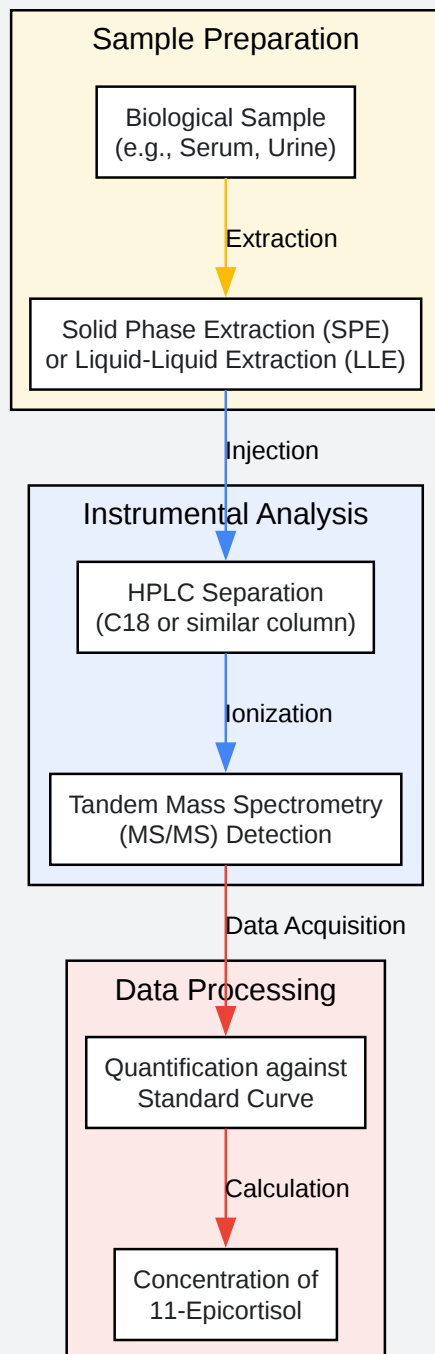 Sample Preparation
Biological Sample
(e.g., Serum, Urine)
Extraction
Solid Phase Extraction (SPE)
or Liquid-Liquid Extraction (LLE)
Injection
Instrumental Analysis
HPLC Separation
(C18 or similar column)
Ionization
Tandem Mass Spectrometry
(MS/MS) Detection
Data Acquisition
Data Processing
Quantification against
Standard Curve
Calculation
Concentration of
11-Epicortisol